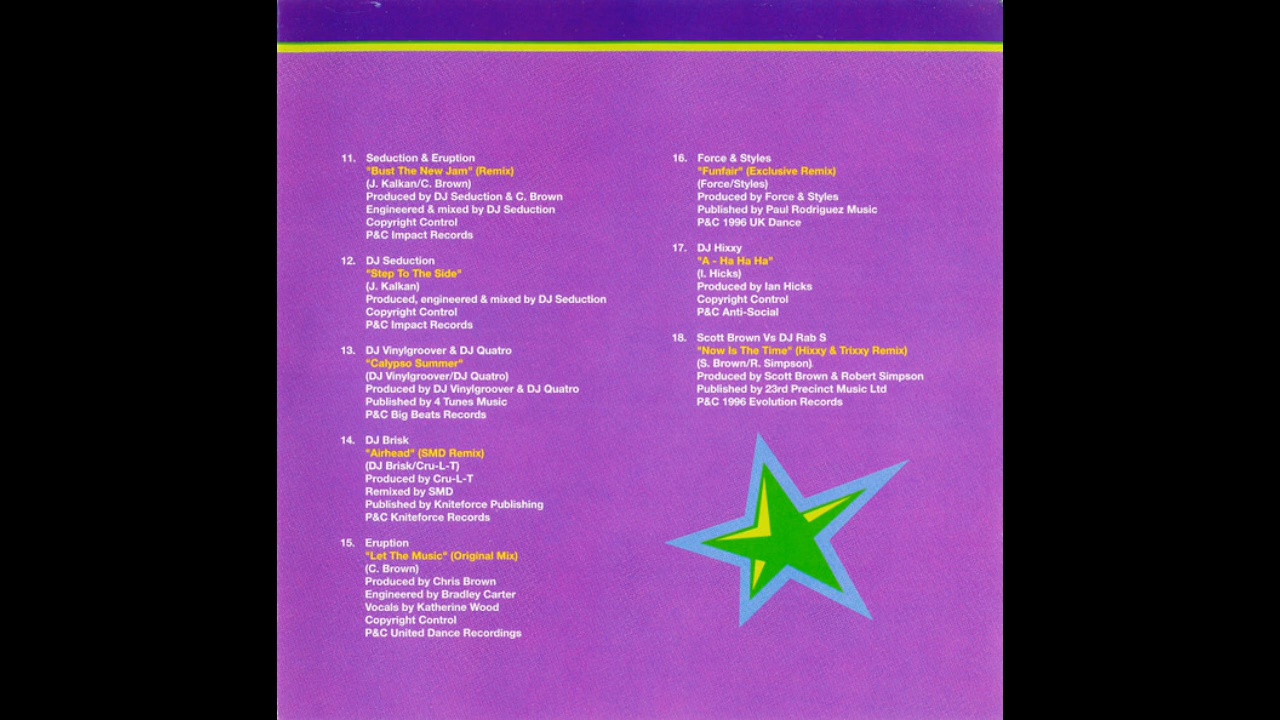 11. Seduction & Eruption
"Bust The New Jam" (Remix)
(J. Kalkan/C. Brown)
Produced by DJ Seduction & C. Brown
Engineered & mixed by DJ Seduction
Copyright Control
P&C Impact Records
12. DJ Seduction
"Step To The Side"
(J. Kalkan)
Produced, engineered & mixed by DJ Seduction
Copyright Control
P&C Impact Records
13. DJ Vinylgroover & DJ Quatro
"Calypso Summer"
(DJ Vinylgroover/DJ Quatro)
Produced by DJ Vinylgroover & DJ Quatro
Published by 4 Tunes Music
P&C Big Beats Records
14. DJ Brisk
"Airhead" (SMD Remix)
(DJ Brisk/Cru-L-T)
Produced by Cru-L-T
Remixed by SMD
Published by Kniteforce Publishing
P&C Kniteforce Records
15. Eruption
"Let The Music" (Original Mix)
(C. Brown)
Produced by Chris Brown
Engineered by Bradley Carter
Vocals by Katherine Wood
Copyright Control
P&C United Dance Recordings
16. Force & Styles
"Funfair" (Exclusive Remix)
(Force/Styles)
Produced by Force & Styles
Published by Paul Rodriguez Music
P&C 1996 UK Dance
17. DJ Hixxy
"A - Ha Ha Ha"
(I. Hicks)
Produced by Ian Hicks
Copyright Control
P&C Anti-Social
18. Scott Brown Vs DJ Rab S
"Now Is The Time" (Hixxy & Trixxy Remix)
(S. Brown/R. Simpson)
Produced by Scott Brown & Robert Simpson
Published by 23rd Precinct Music Ltd
P&C 1996 Evolution Records